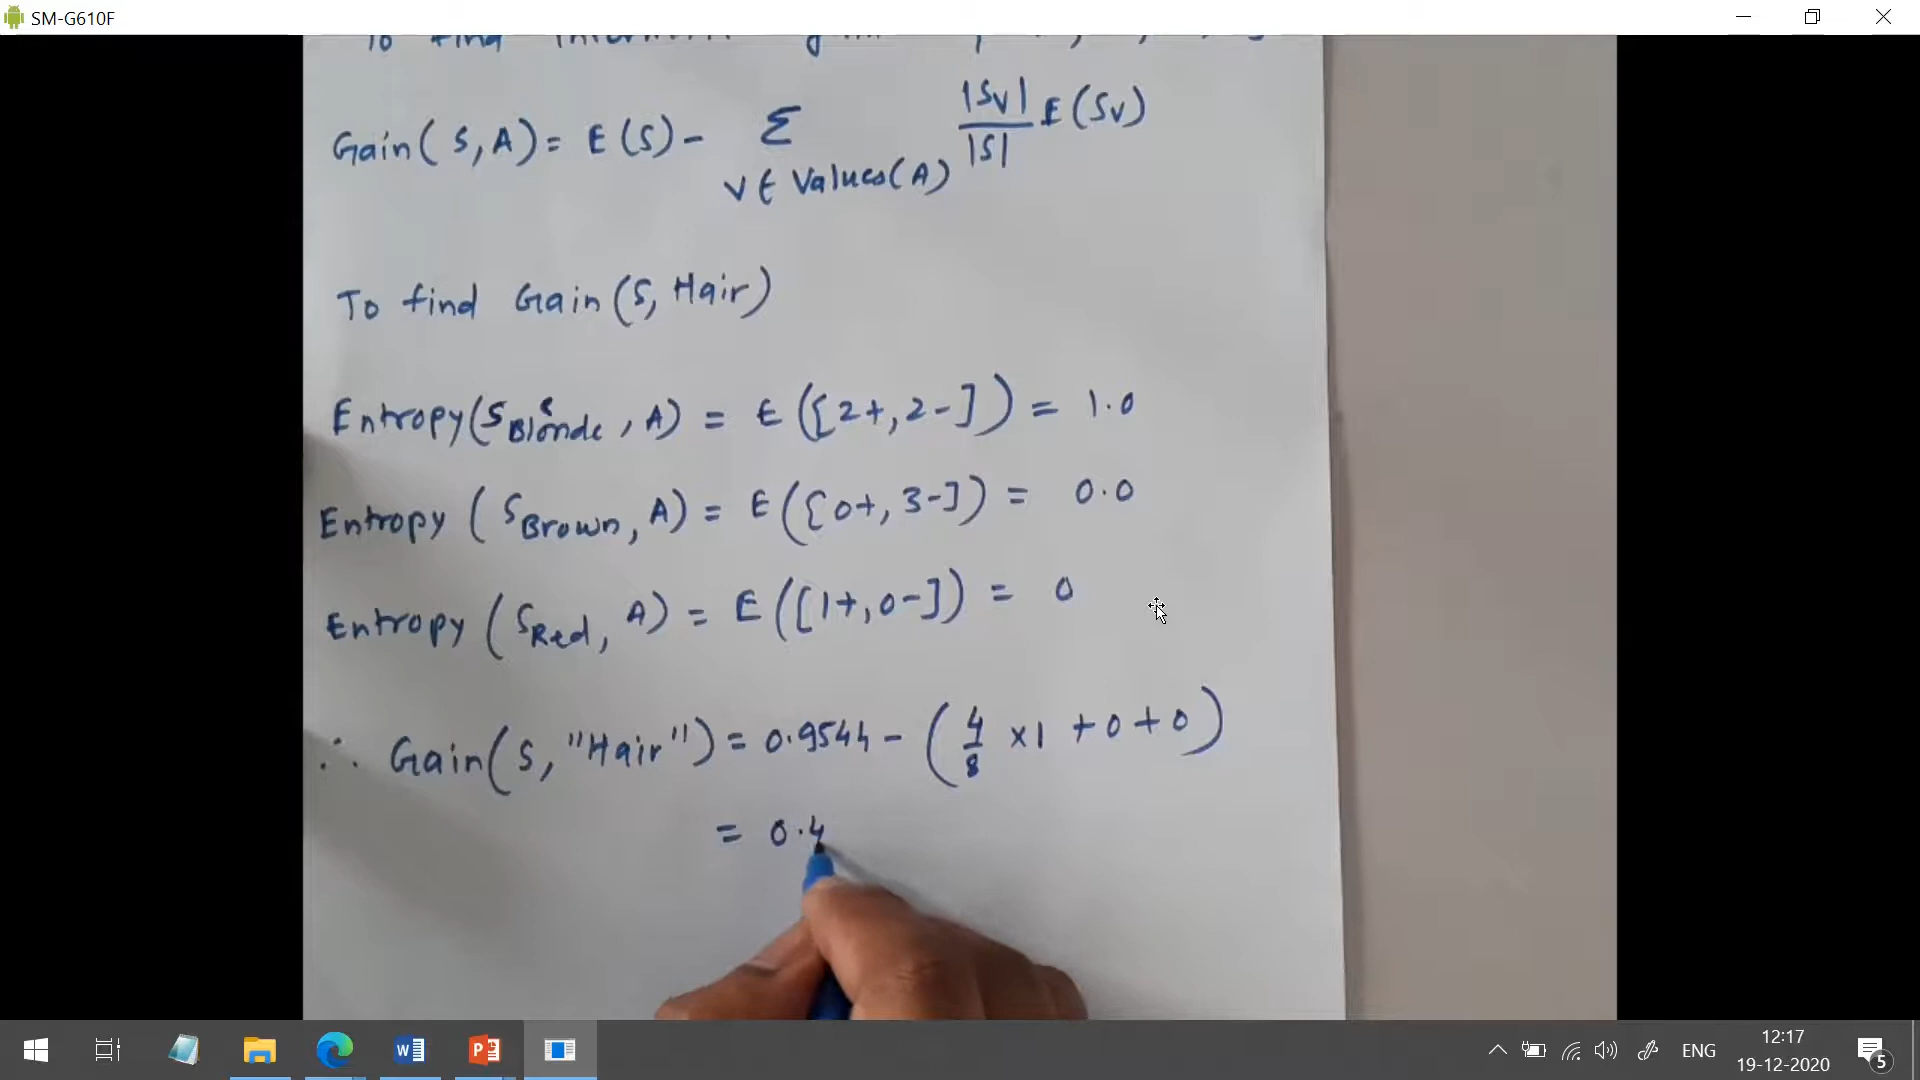 SM-G610F
To find
Gain(S,A) = E(S) - Σ |Sv| E(Sv)
v ∈ Values(A) |S|
To find Gain(S, Hair)
Entropy(S Blonde, A) = E([2+, 2-]) = 1.0
Entropy (S Brown, A) = E([0+, 3-]) = 0.0
Entropy (S Red, A) = E([1+, 0-]) = 0
∴ Gain(S, "Hair") = 0.9544 - (4/8 ×1 + 0 + 0)
= 0.4
ENG
12:17
19-12-2020
5